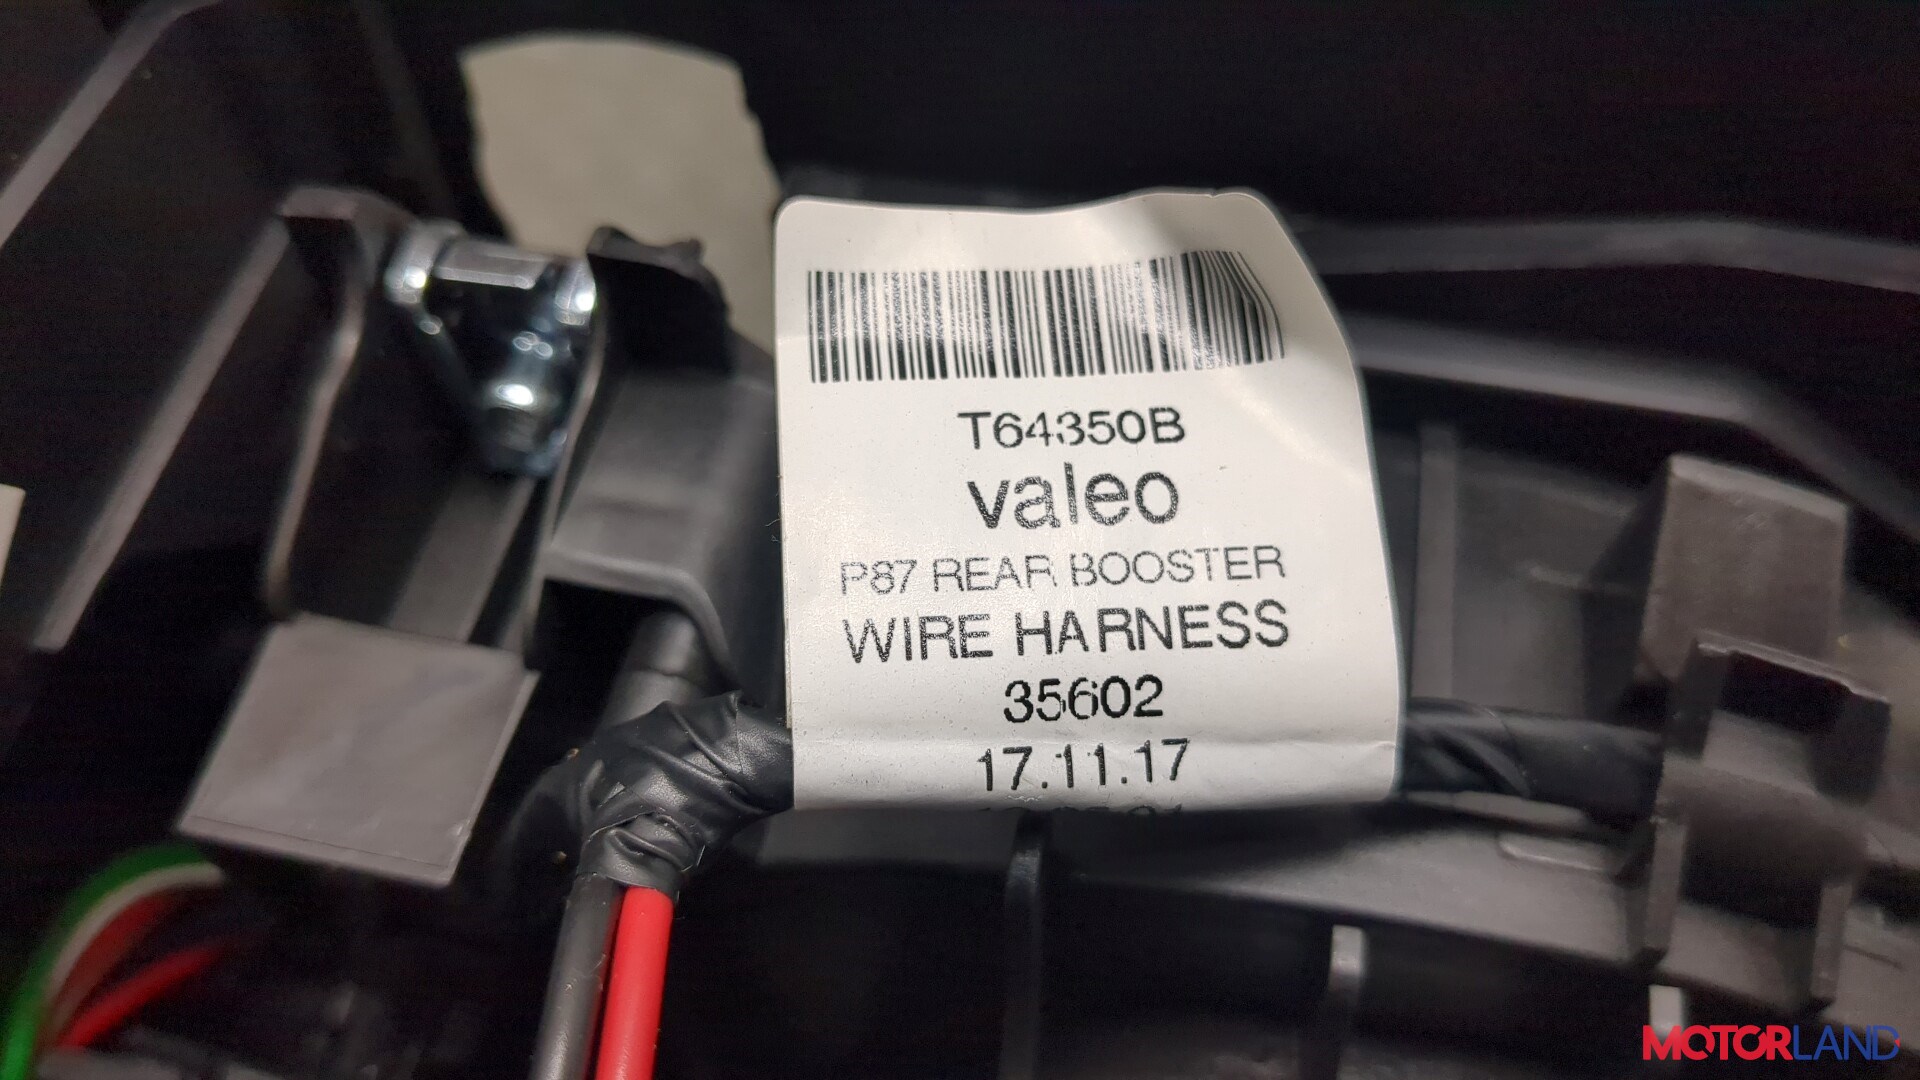 T64350B
valeo
P87 REAR BOOSTER
WIRE HARNESS
35602
17.11.17
MOTORLAND